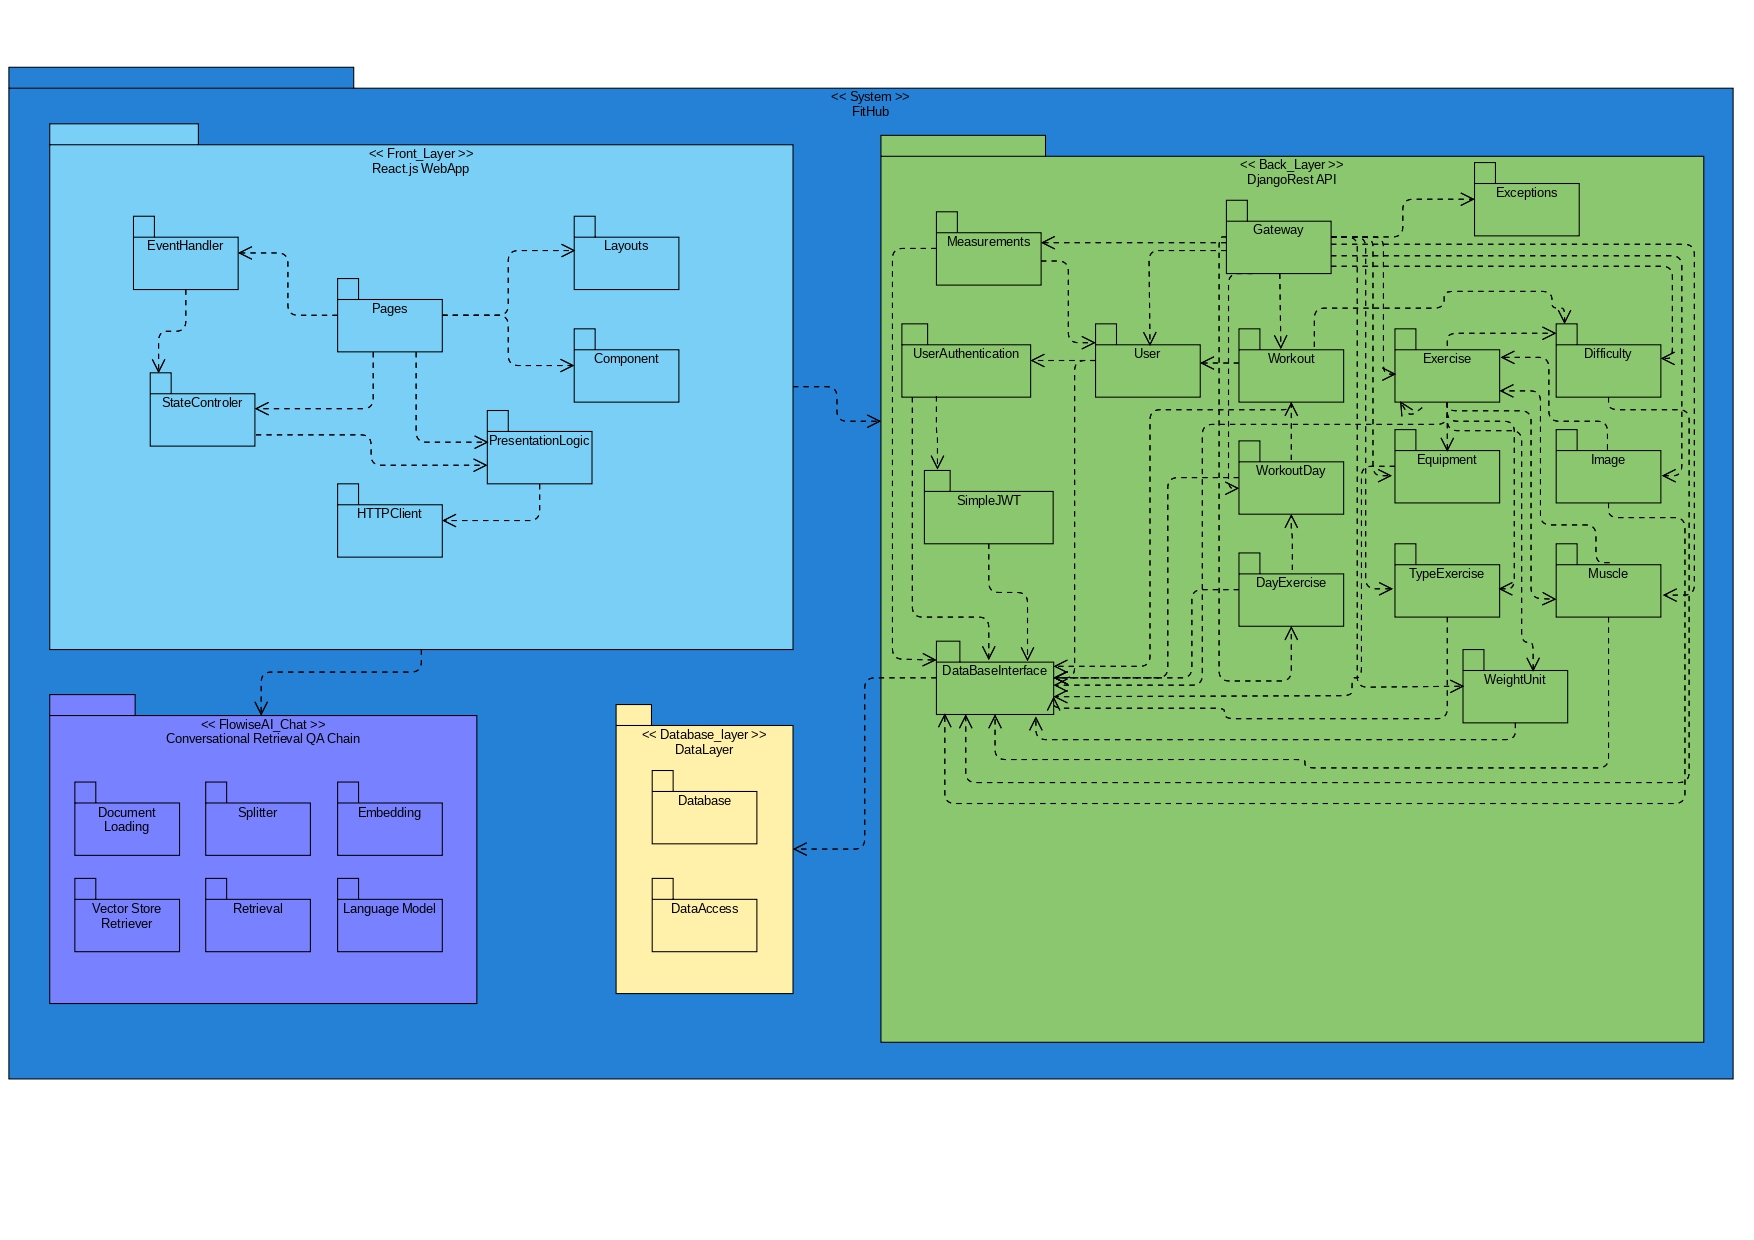 << System >>
FitHub
<< Front_Layer >>
React.js WebApp
EventHandler
Layouts
Pages
Component
StateControler
PresentationLogic
HTTPClient
<< Back_Layer >>
DjangoRest API
Exceptions
Gateway
Measurements
UserAuthentication
User
Workout
Exercise
Difficulty
Equipment
Image
WorkoutDay
SimpleJWT
DayExercise
TypeExercise
Muscle
DataBaseInterface
WeightUnit
<< FlowiseAI_Chat >>
Conversational Retrieval QA Chain
Document
Loading
Splitter
Embedding
Vector Store
Retriever
Retrieval
Language Model
<< Database_layer >>
DataLayer
Database
DataAccess